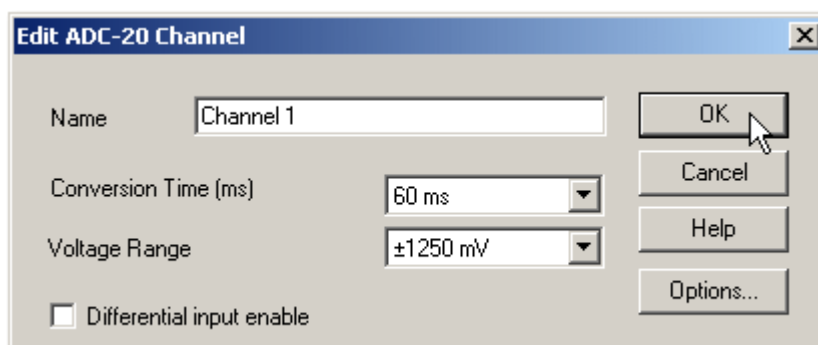 Edit ADC-20 Channel
Name
Channel 1
OK
Conversion Time (ms)
60 ms
Cancel
Voltage Range
±1250 mV
Help
Differential input enable
Options...